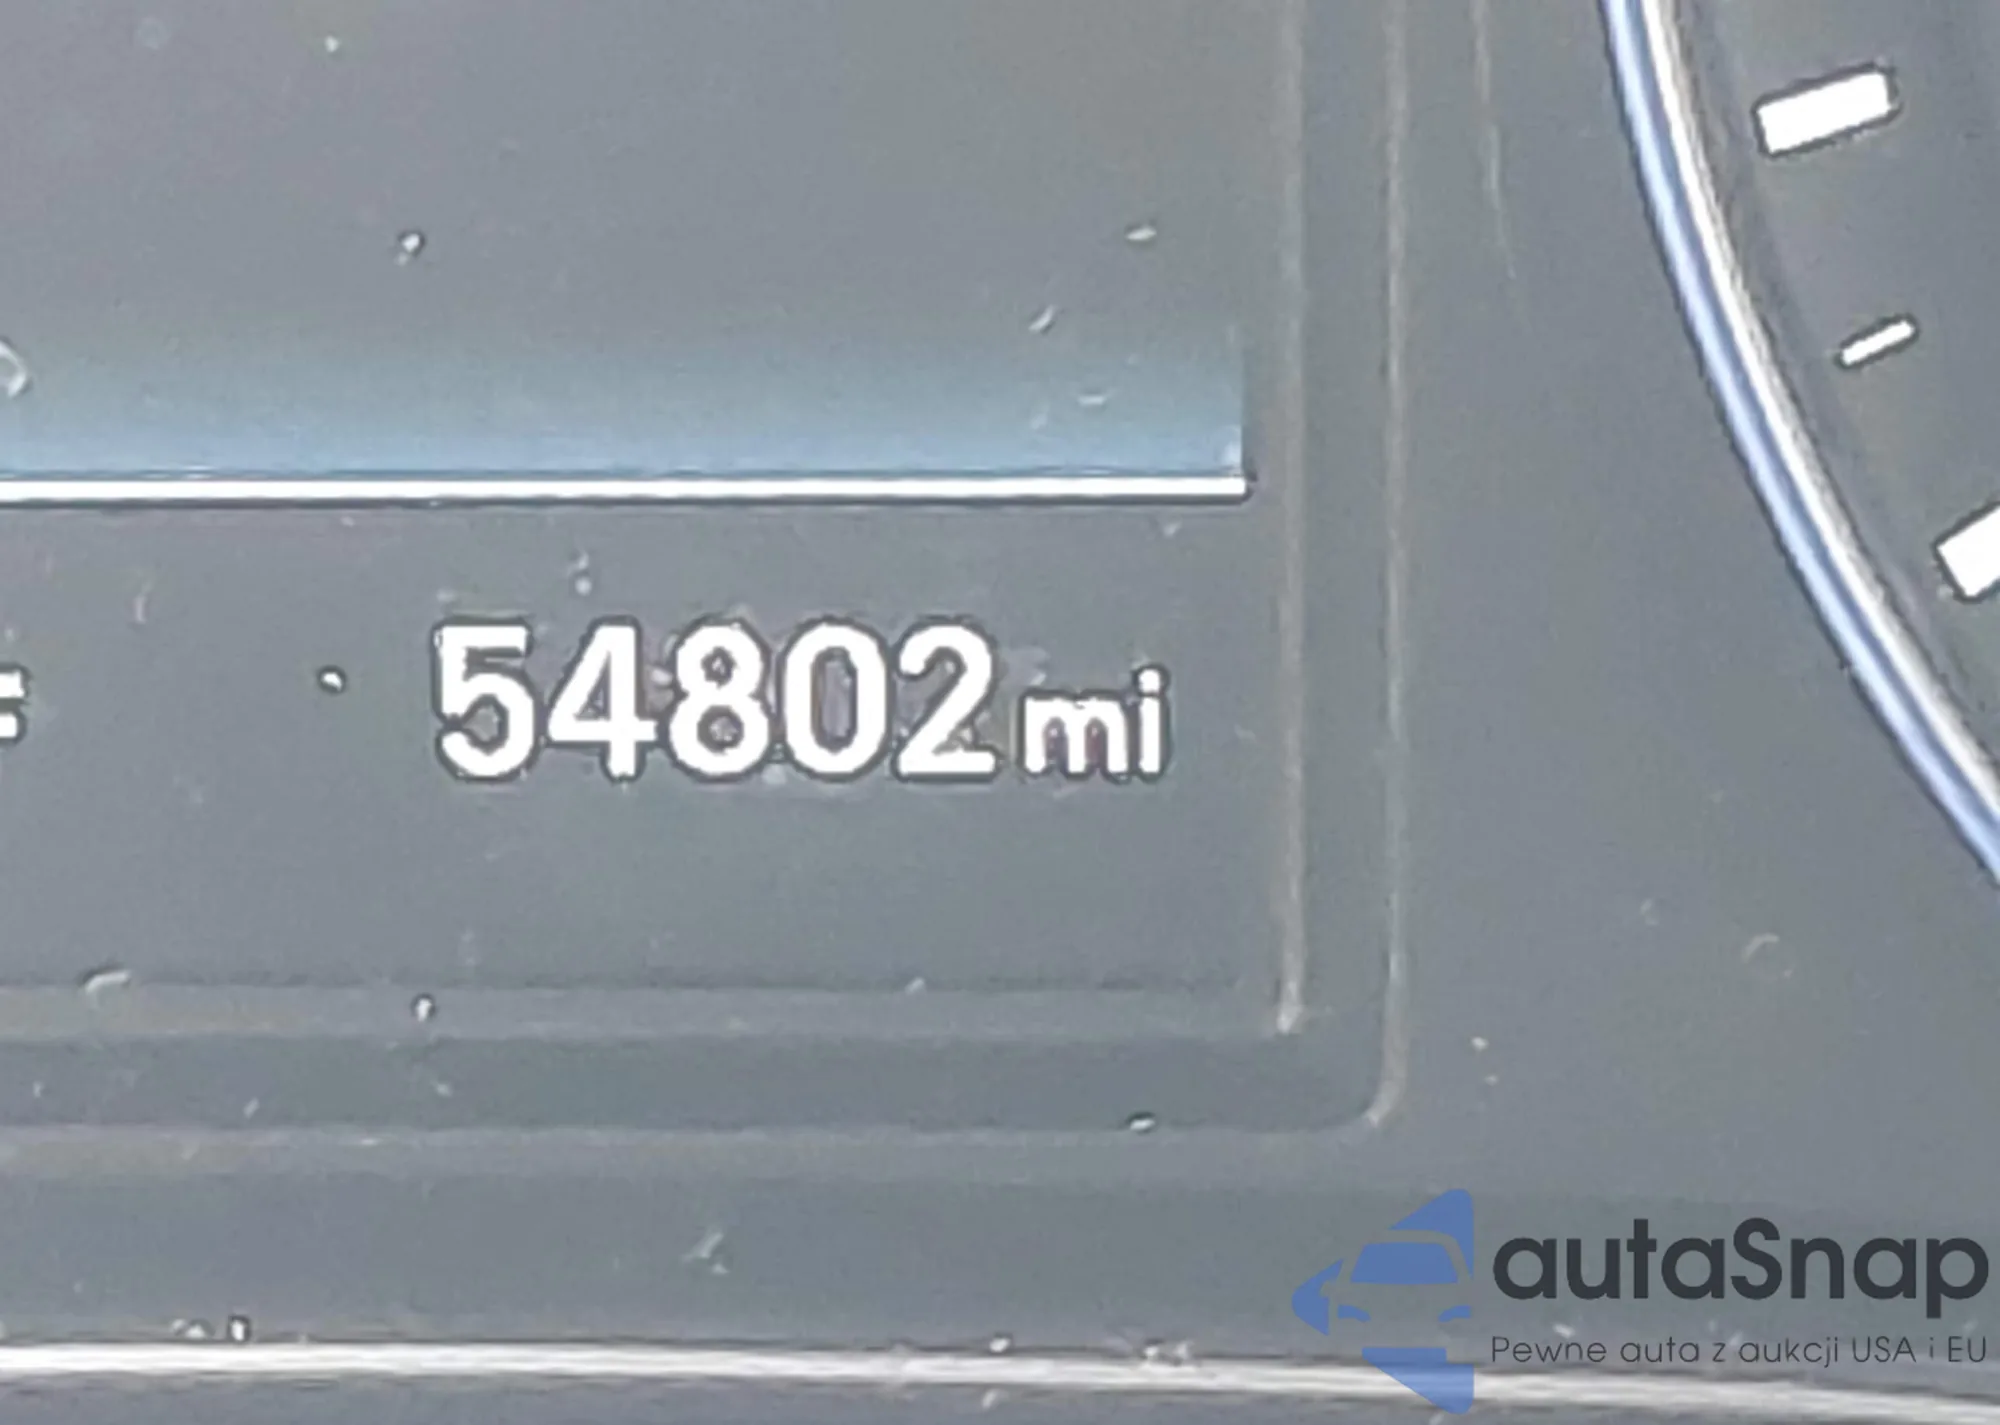 54802 mi
autaSnap
Pewne auta z aukcji USA i EU